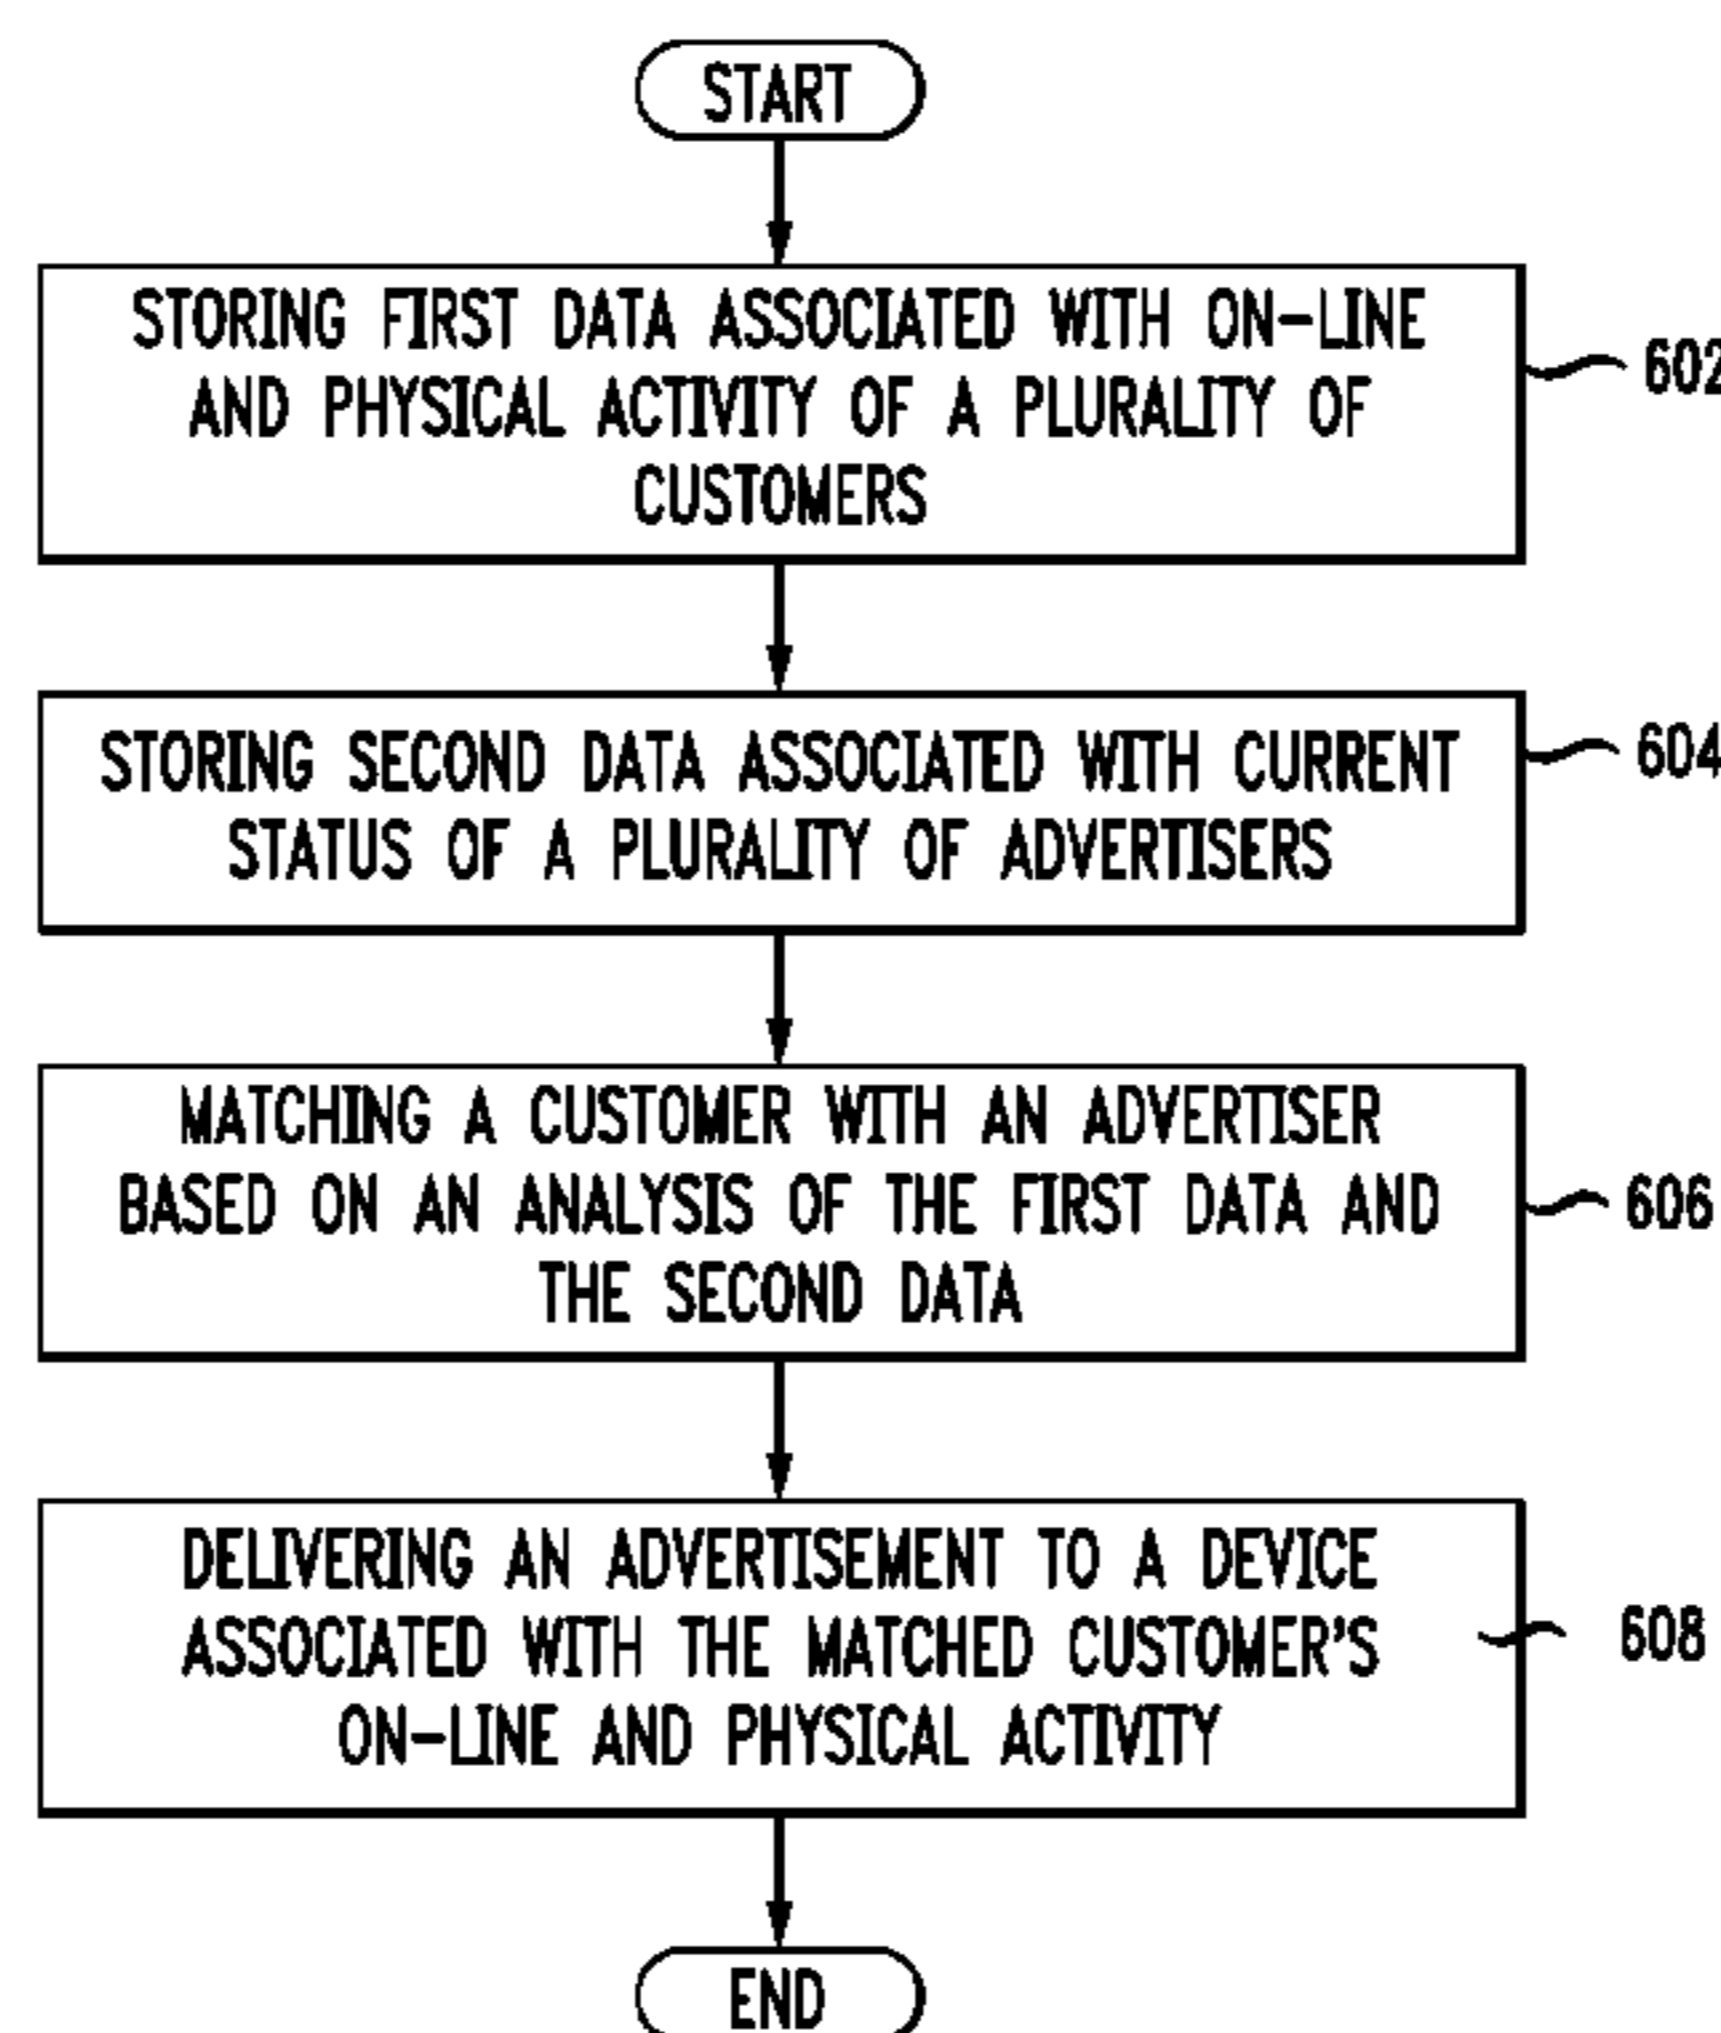 START
STORING FIRST DATA ASSOCIATED WITH ON-LINE
AND PHYSICAL ACTIVITY OF A PLURALITY OF
CUSTOMERS
602
STORING SECOND DATA ASSOCIATED WITH CURRENT
STATUS OF A PLURALITY OF ADVERTISERS
604
MATCHING A CUSTOMER WITH AN ADVERTISER
BASED ON AN ANALYSIS OF THE FIRST DATA AND
THE SECOND DATA
606
DELIVERING AN ADVERTISEMENT TO A DEVICE
ASSOCIATED WITH THE MATCHED CUSTOMER'S
ON-LINE AND PHYSICAL ACTIVITY
608
END